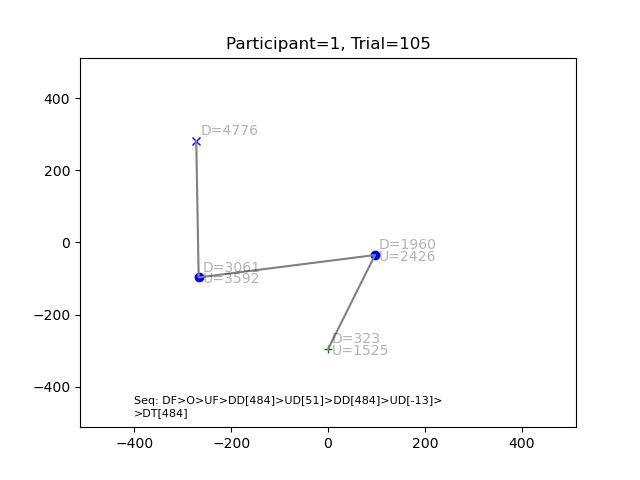 Participant=1, Trial=105
400
200
0
−200
−400
D=4776
D=1960
U=2426
D=3061
U=3592
D=323
U=1525
Seq: DF>O>UF>DD[484]>UD[51]>DD[484]>UD[-13]>
>DT[484]
−400 −200 0 200 400